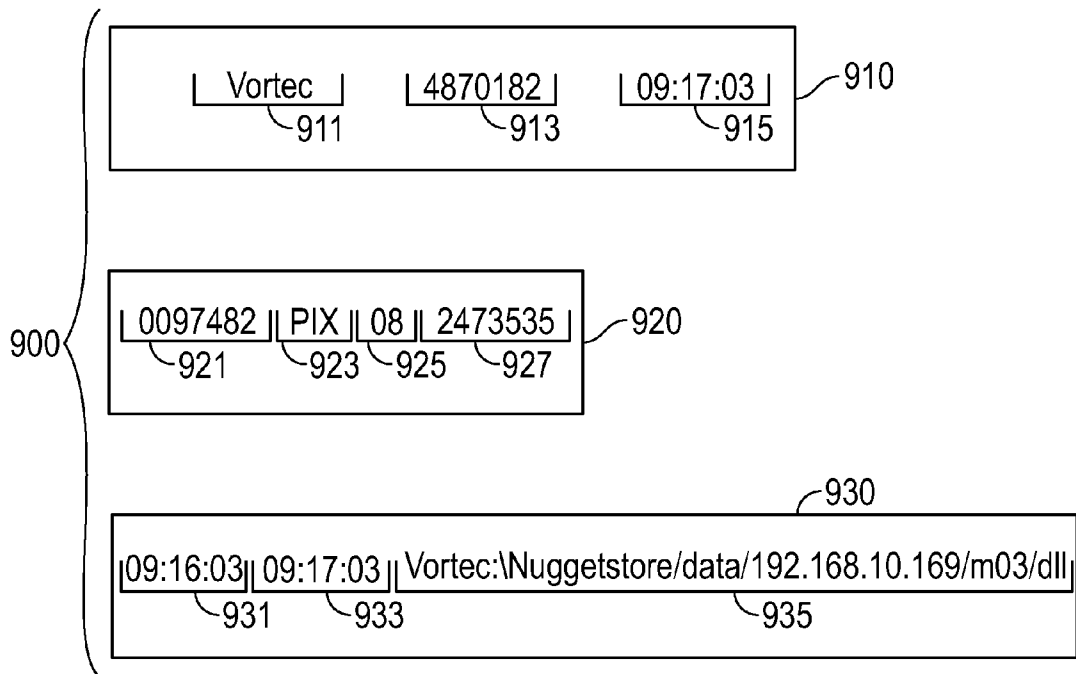 Vortec 4870182 09:17:03 910
911 913 915
0097482 PIX 08 2473535 920
900
921 923 925 927
930
09:16:03 09:17:03 Vortec:\Nuggetstore/data/192.168.10.169/m03/dll
931 933 935